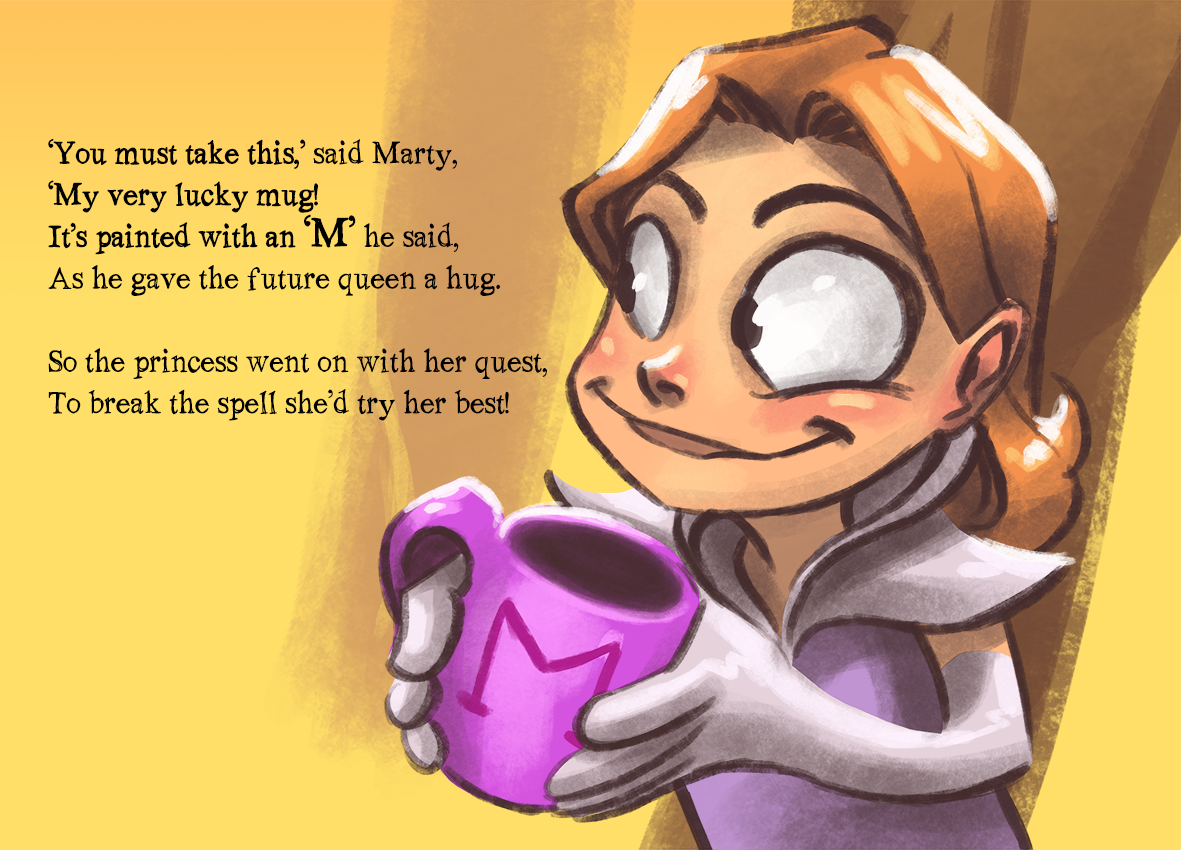 ‘You must take this,’ said Marty,
‘My very lucky mug!
It’s painted with an ‘M’ he said,
As he gave the future queen a hug.
So the princess went on with her quest,
To break the spell she’d try her best!
M